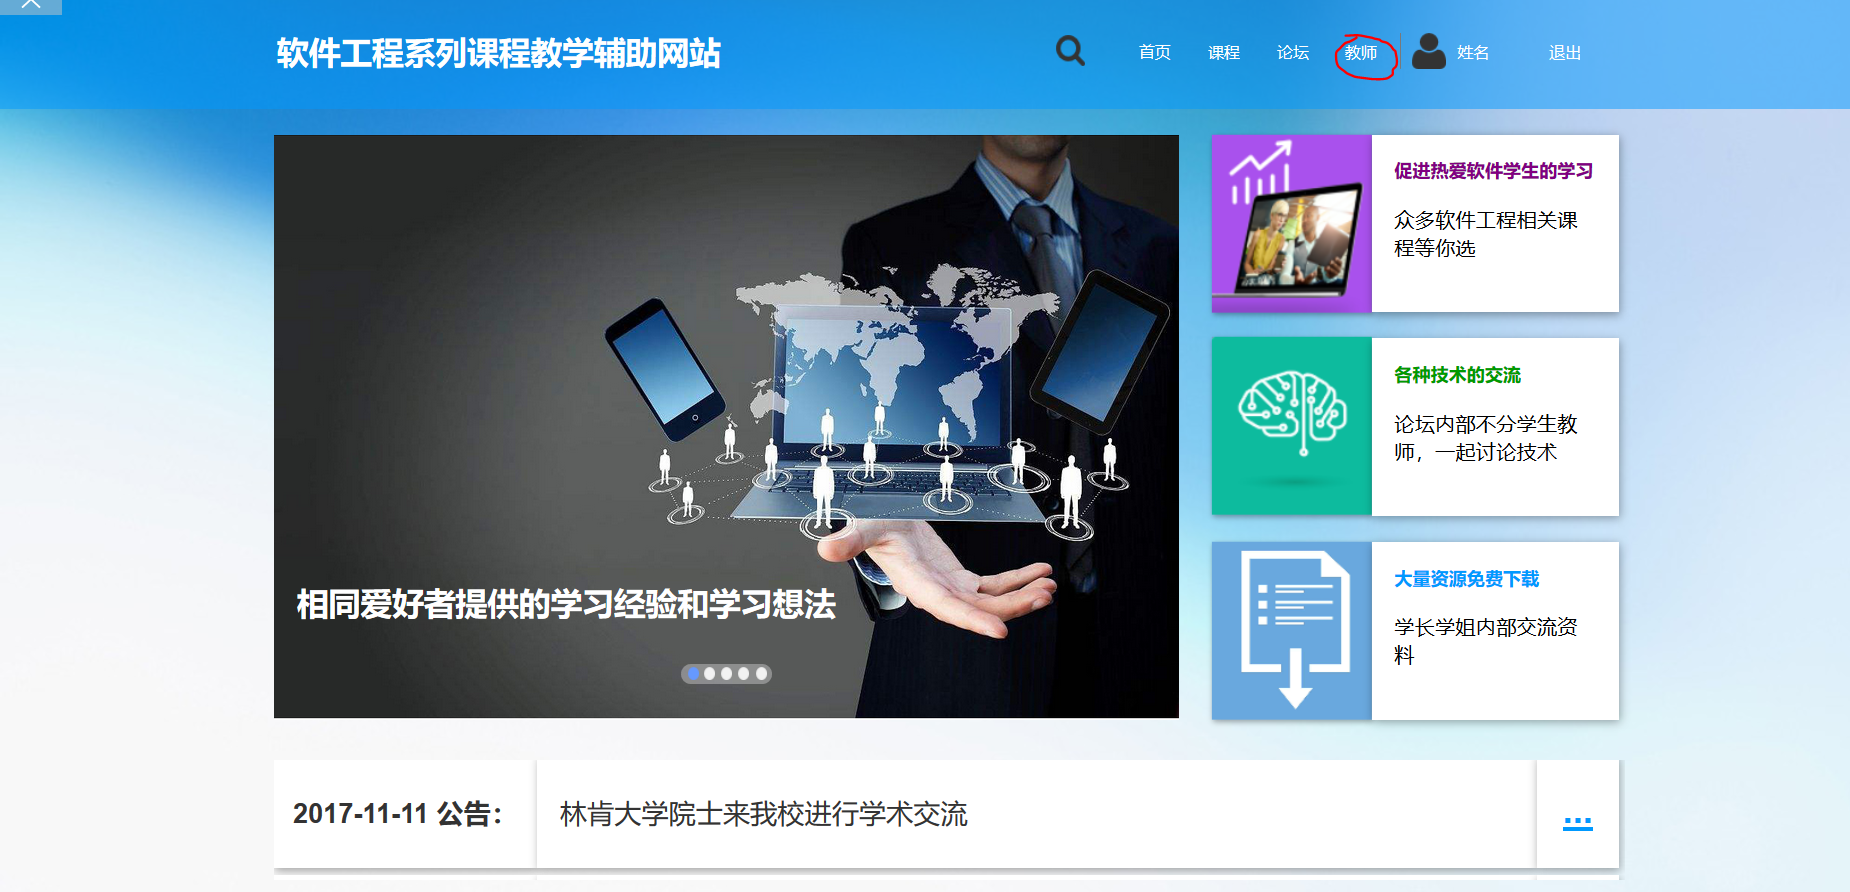 软件工程系列课程教学辅助网站
首页 课程 论坛 教师 姓名 退出
相同爱好者提供的学习经验和学习想法
促进热爱软件学生的学习
众多软件工程相关课
程等你选
各种技术的交流
论坛内部不分学生教
师，一起讨论技术
大量资源免费下载
学长学姐内部交流资
料
2017-11-11 公告： 林肯大学院士来我校进行学术交流 ...